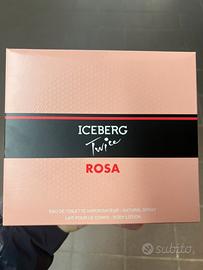 ICEBERG
Twice
ROSA
EAU DE TOILETTE VAPORISATEUR - NATURAL SPRAY
LAIT POUR LE CORPS - BODY LOTION
subito